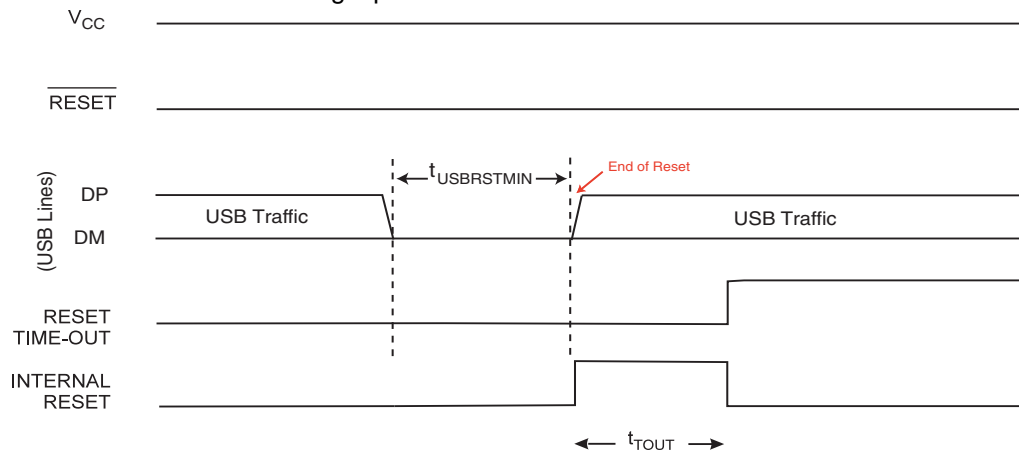 VCC
RESET
(USB Lines)
DP
DM
USB Traffic
tUSBRSTMIN
End of Reset
USB Traffic
RESET
TIME-OUT
INTERNAL
RESET
tTOUT